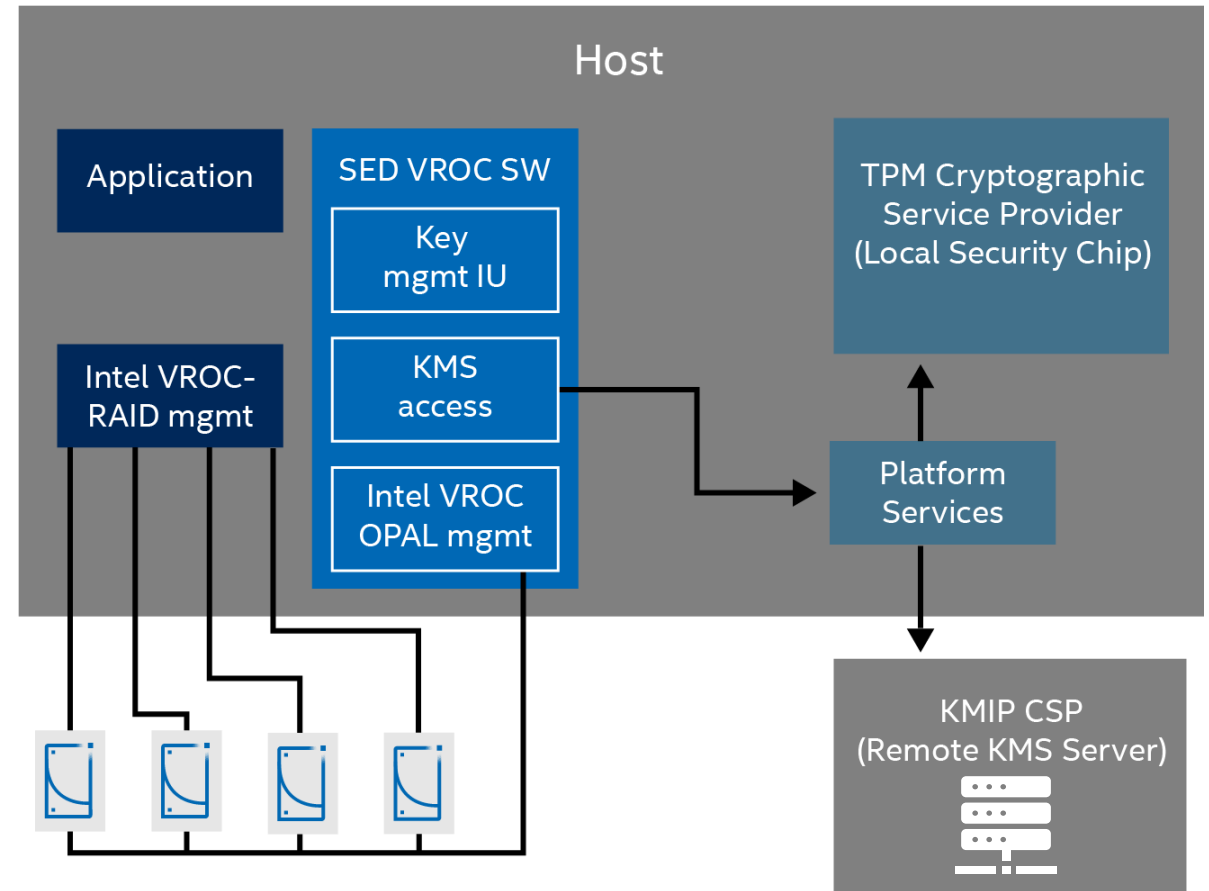 Host
Application
SED VROC SW
Key
mgmt IU
KMS
access
Intel VROC
OPAL mgmt
Intel VROC-
RAID mgmt
TPM Cryptographic
Service Provider
(Local Security Chip)
Platform
Services
KMIP CSP
(Remote KMS Server)